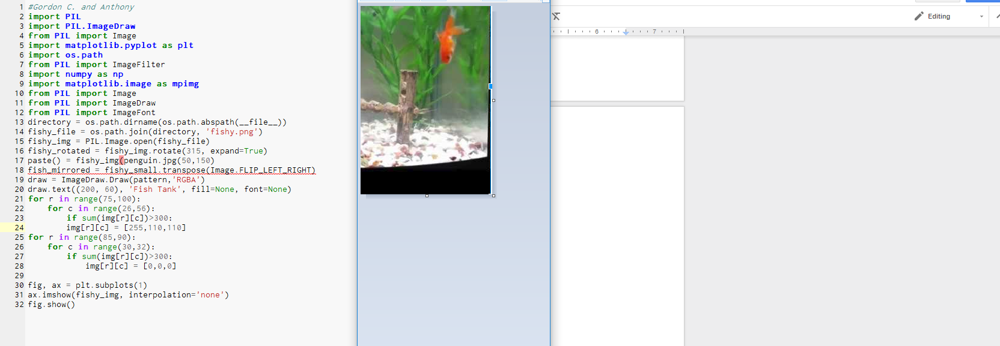 1 #Gordon C. and Anthony
2 import PIL
3 import PIL.ImageDraw
4 from PIL import Image
5 import matplotlib.pyplot as plt
6 import os.path
7 from PIL import ImageFilter
8 import numpy as np
9 import matplotlib.image as mpimg
10 from PIL import Image
11 from PIL import ImageDraw
12 from PIL import ImageFont
13 directory = os.path.dirname(os.path.abspath(__file__))
14 fishy_file = os.path.join(directory, 'fishy.png')
15 fishy_img = PIL.Image.open(fishy_file)
16 fishy_rotated = fishy_img.rotate(315, expand=True)
17 paste() = fishy_img(penguin.jpg(50,150)
18 fish_mirrored = fishy_small.transpose(Image.FLIP_LEFT_RIGHT)
19 draw = ImageDraw.Draw(pattern,'RGBA')
20 draw.text((200, 60), 'Fish Tank', fill=None, font=None)
21 for r in range(75,100):
22     for c in range(26,56):
23         if sum(img[r][c])>300:
24         img[r][c] = [255,110,110]
25 for r in range(85,90):
26     for c in range(30,32):
27         if sum(img[r][c])>300:
28             img[r][c] = [0,0,0]
29
30 fig, ax = plt.subplots(1)
31 ax.imshow(fishy_img, interpolation='none')
32 fig.show()
Editing
6 7